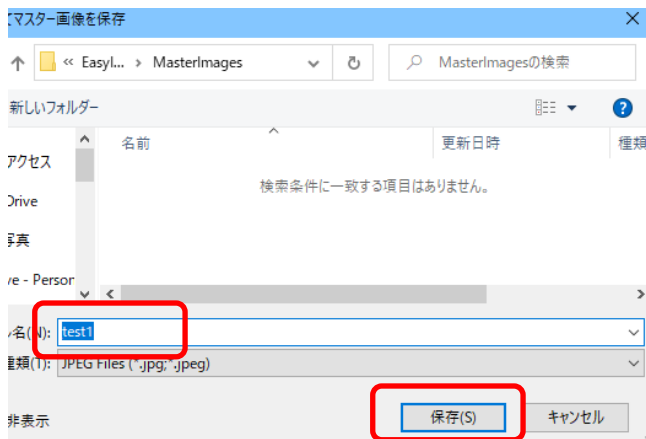 てマスター画像を保存
« EasyI... › MasterImages
MasterImagesの検索
新しいフォルダー
名前
更新日時
種類
アクセス
検索条件に一致する項目はありません。
Drive
写真
ve - Person
ル名(N): test1
種類(T): JPEG Files (*.jpg;*.jpeg)
保存(S)
キャンセル
非表示